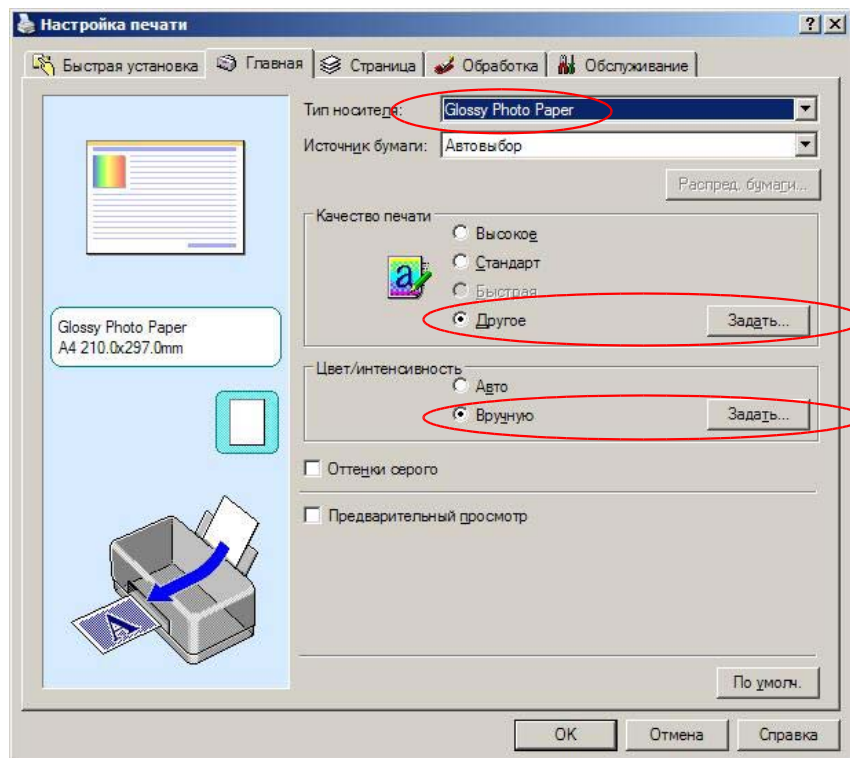 Настройка печати
Быстрая установка Главная Страница Обработка Обслуживание
Тип носителя: Glossy Photo Paper
Источник бумаги: Автовыбор
Распред. бумаги...
Качество печати
Высокое
Стандарт
Быстрая
Другое Задать...
Glossy Photo Paper
A4 210.0x297.0mm
Цвет/интенсивность
Авто
Вручную Задать...
Оттенки серого
Предварительный просмотр
По умолч.
OK Отмена Справка